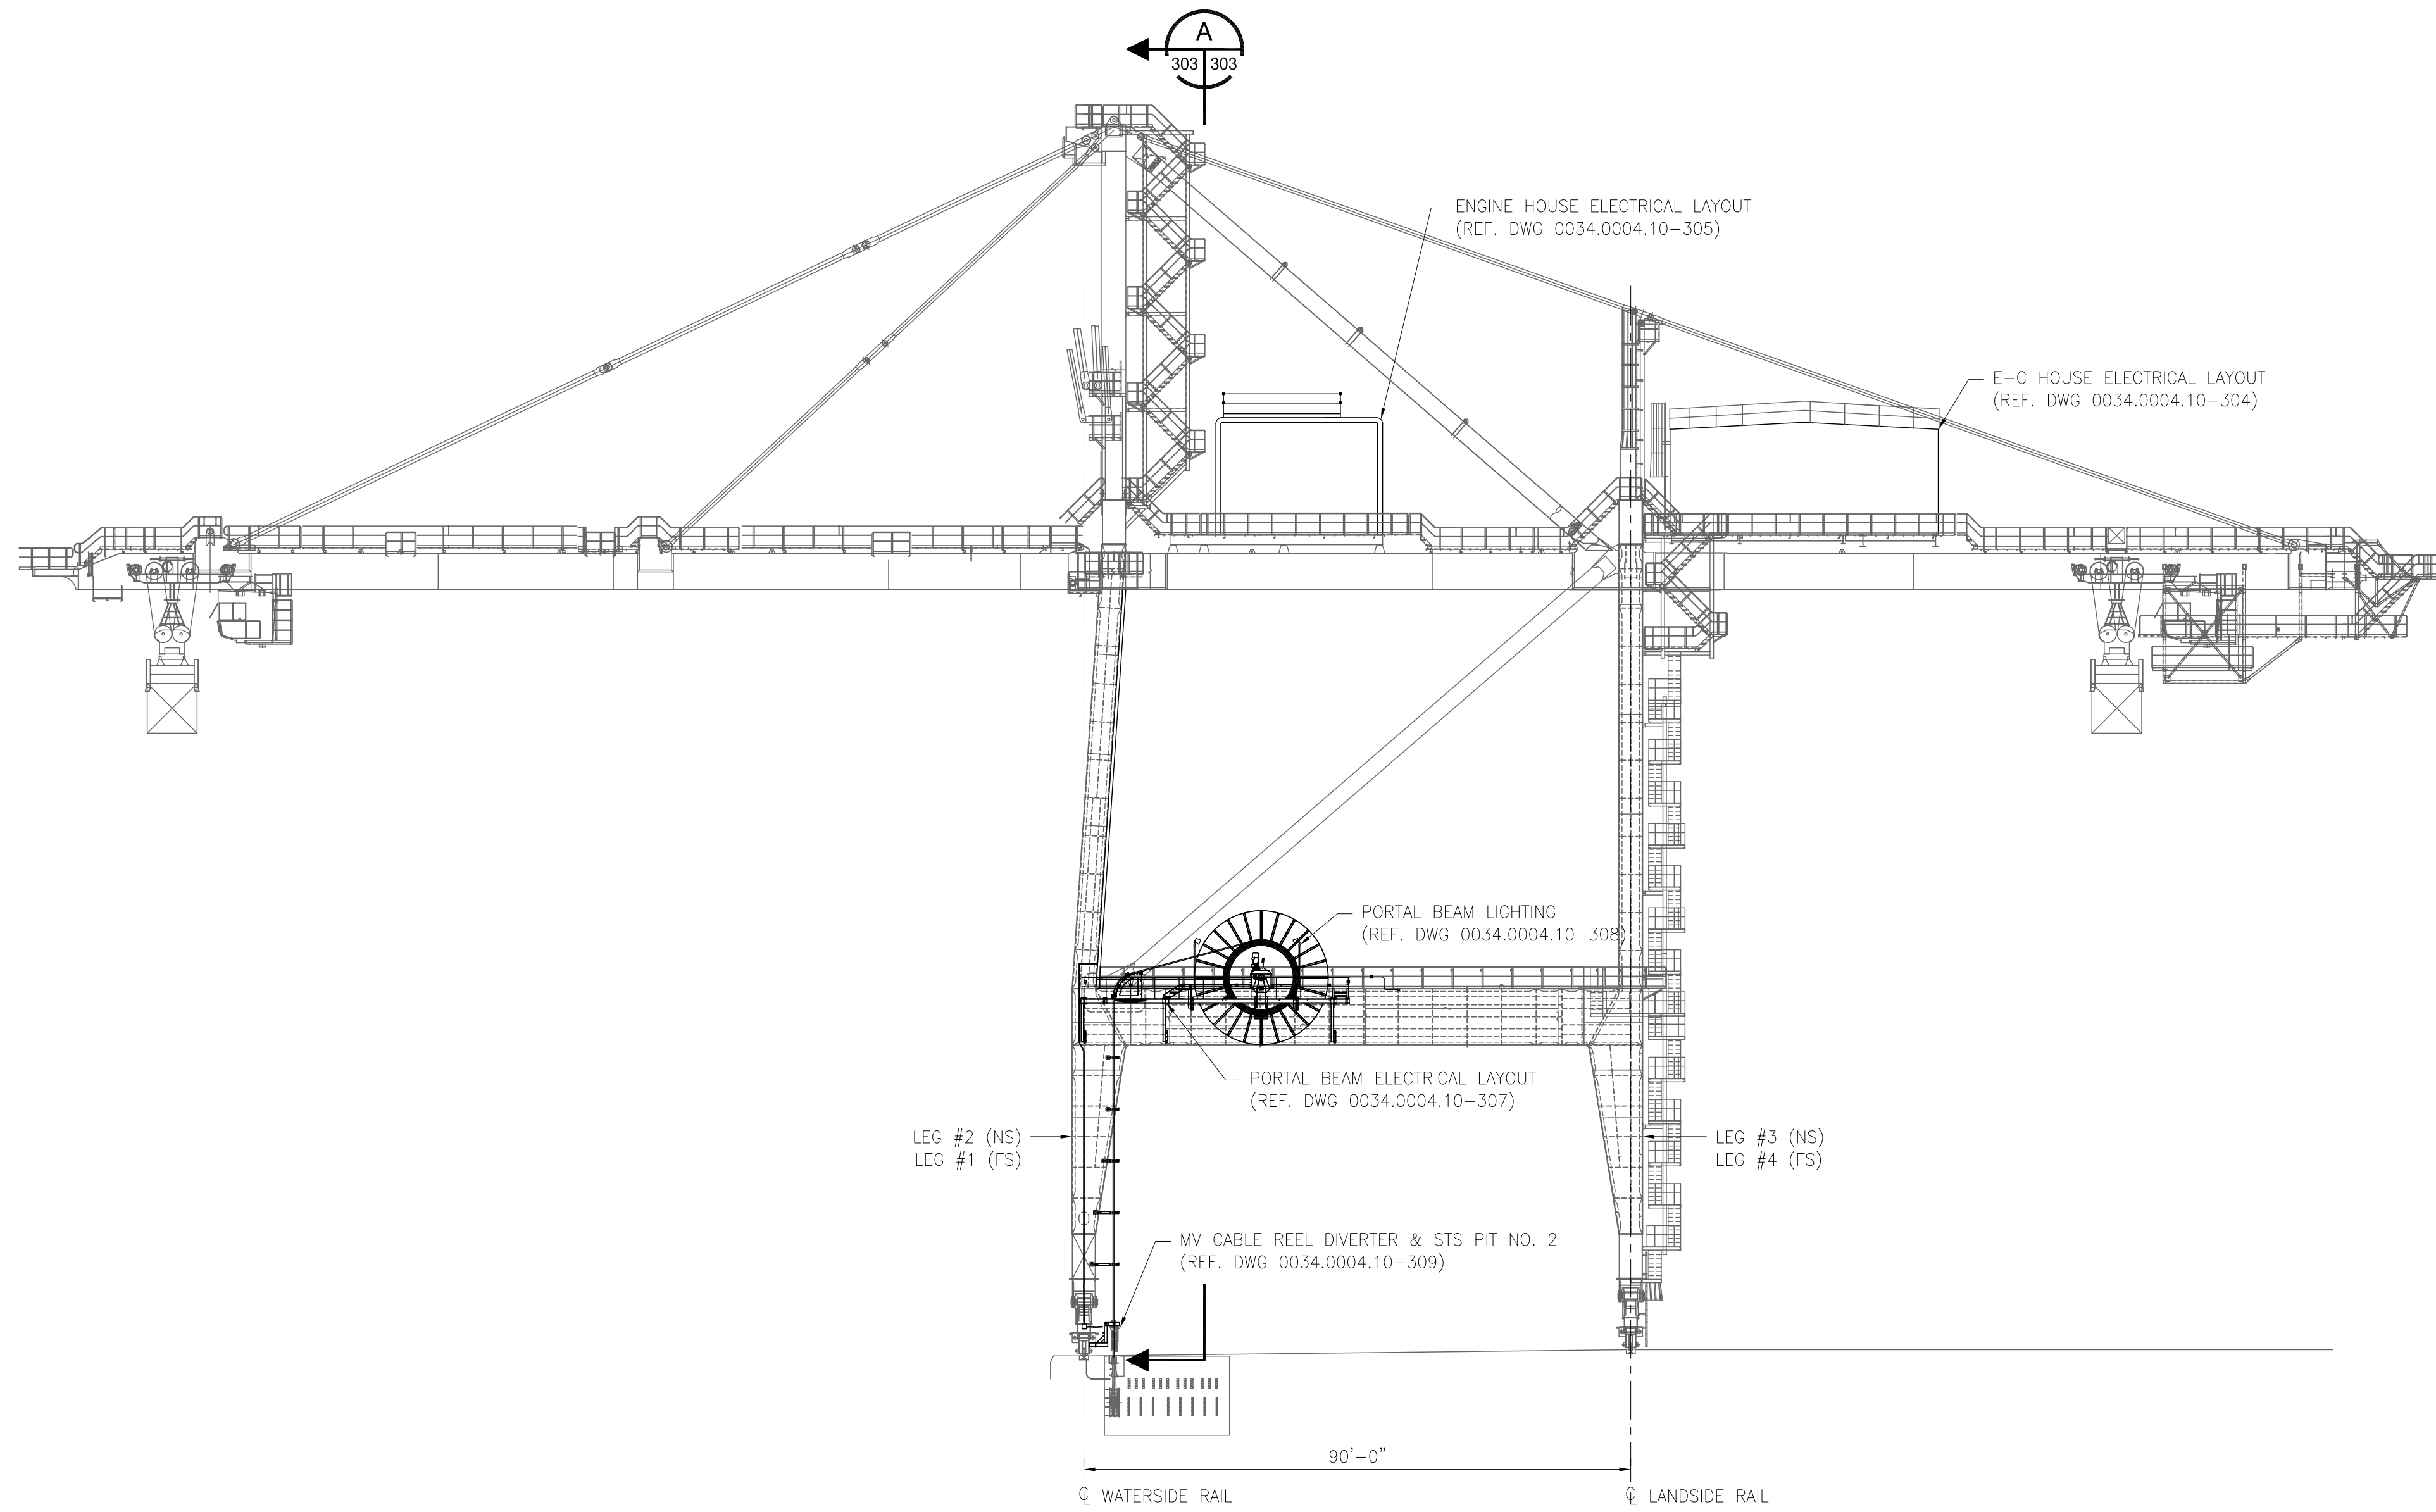 A
303 303
ENGINE HOUSE ELECTRICAL LAYOUT
(REF. DWG 0034.0004.10-305)
E-C HOUSE ELECTRICAL LAYOUT
(REF. DWG 0034.0004.10-304)
PORTAL BEAM LIGHTING
(REF. DWG 0034.0004.10-308)
PORTAL BEAM ELECTRICAL LAYOUT
(REF. DWG 0034.0004.10-307)
LEG #2 (NS)
LEG #1 (FS)
LEG #3 (NS)
LEG #4 (FS)
MV CABLE REEL DIVERTER & STS PIT NO. 2
(REF. DWG 0034.0004.10-309)
90'-0"
℄ WATERSIDE RAIL
℄ LANDSIDE RAIL